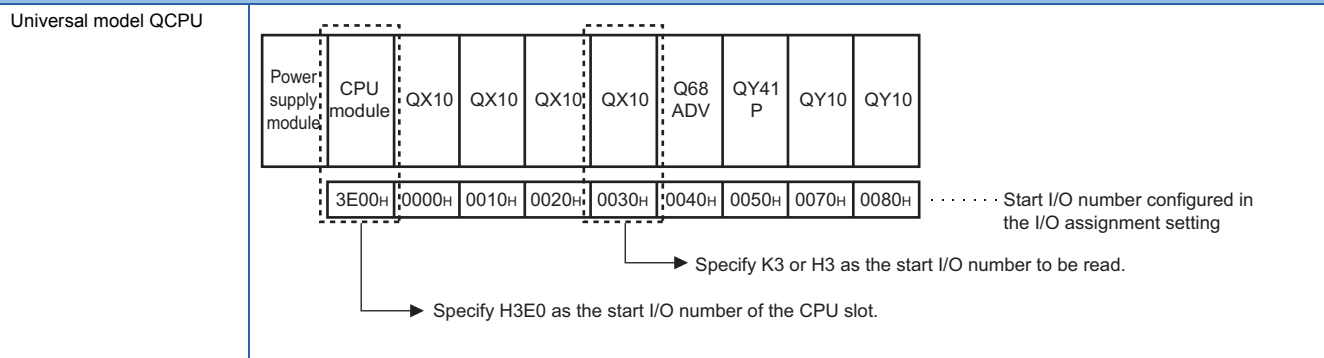 Universal model QCPU
Power supply module
CPU module
QX10
QX10
QX10
QX10
Q68 ADV
QY41 P
QY10
QY10
3E00H 0000H 0010H 0020H 0030H 0040H 0050H 0070H 0080H
Start I/O number configured in
the I/O assignment setting
Specify K3 or H3 as the start I/O number to be read.
Specify H3E0 as the start I/O number of the CPU slot.